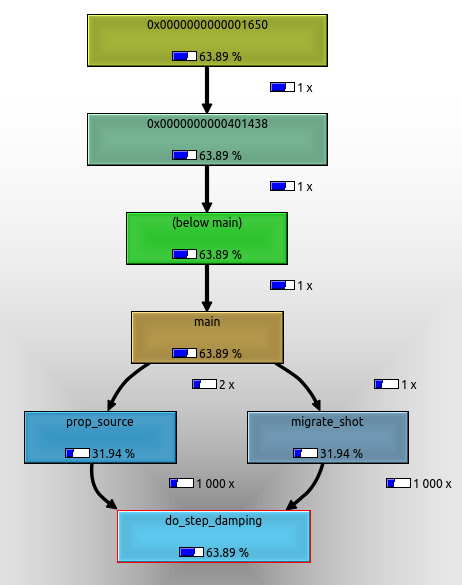 0x0000000000001650
63.89 %
1 x
0x0000000000401438
63.89 %
1 x
(below main)
63.89 %
1 x
main
63.89 %
2 x
1 x
prop_source
31.94 %
migrate_shot
31.94 %
1 000 x
1 000 x
do_step_damping
63.89 %